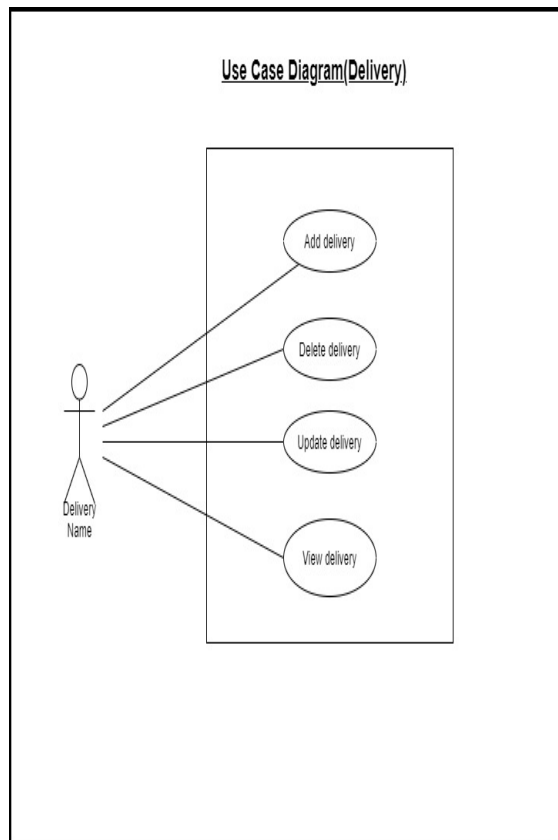 Use Case Diagram(Delivery)
Add delivery
Delete delivery
Update delivery
View delivery
Delivery
Name